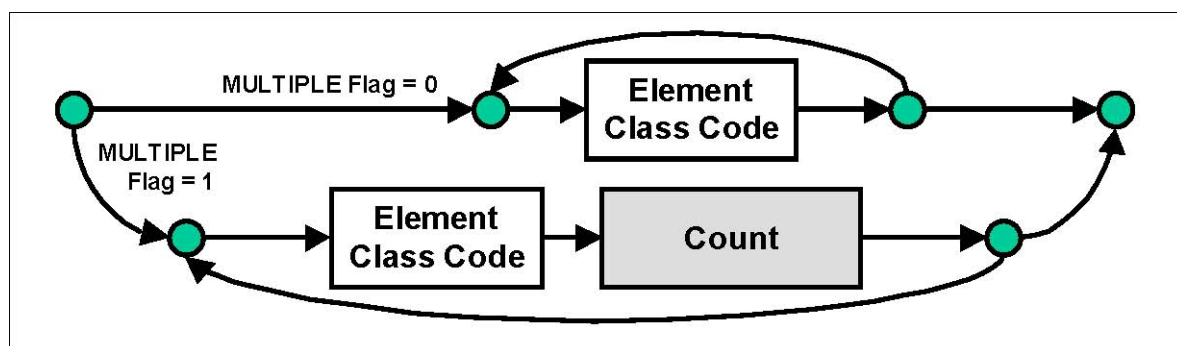 MULTIPLE Flag = 0
Element
Class Code
MULTIPLE
Flag = 1
Element
Class Code
Count